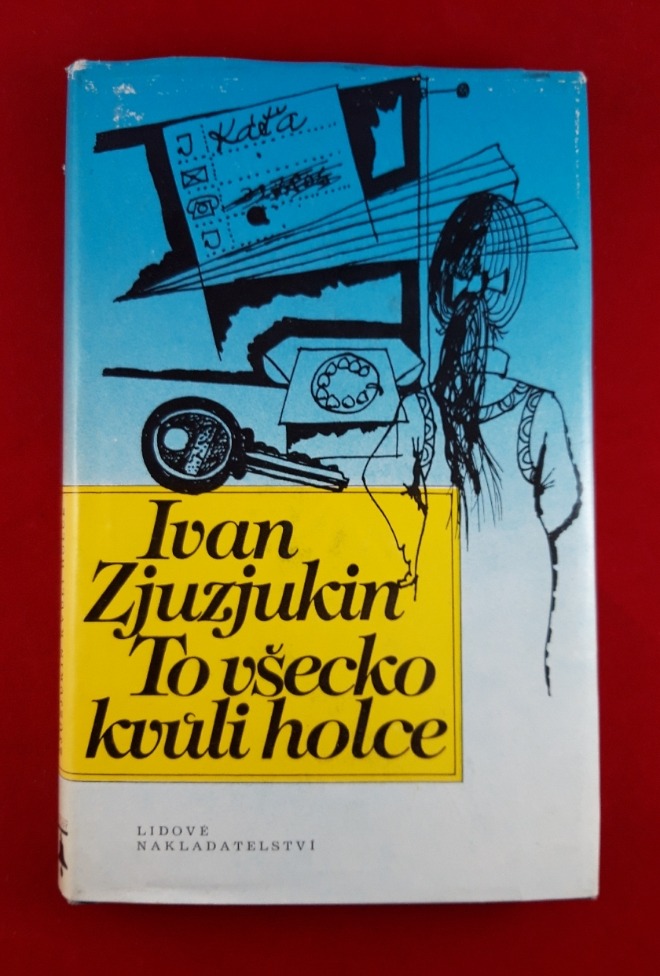 Káťa
Ivan
Zjuzjukin
To všecko
kvůli holce
LIDOVÉ
NAKLADATELSTVÍ